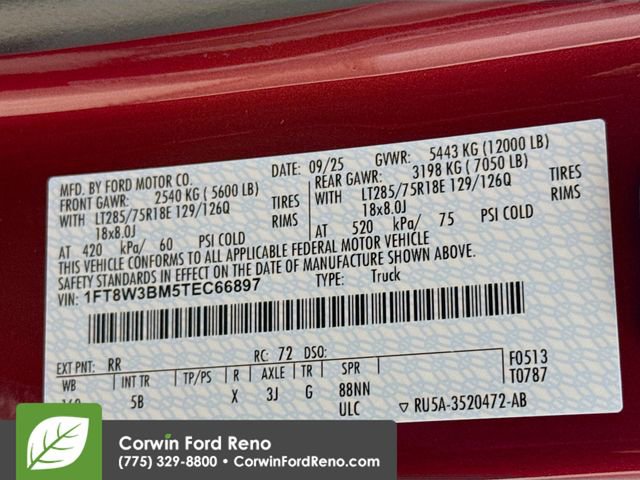 MFD. BY FORD MOTOR CO.
DATE: 09/25 GVWR: 5443 KG (12000 LB)
FRONT GAWR: 2540 KG ( 5600 LB) REAR GAWR: 3198 KG ( 7050 LB)
WITH LT285/75R18E 129/126Q TIRES WITH LT285/75R18E 129/126Q TIRES
18x8.0J RIMS 18x8.0J RIMS
AT 420 kPa/ 60 PSI COLD AT 520 kPa/ 75 PSI COLD
THIS VEHICLE CONFORMS TO ALL APPLICABLE FEDERAL MOTOR VEHICLE
SAFETY STANDARDS IN EFFECT ON THE DATE OF MANUFACTURE SHOWN ABOVE.
VIN: 1FT8W3BM5TEC66897 TYPE: Truck
EXT PNT: RR RC: 72 DSO: F0513
WB INT TR TP/PS R AXLE TR SPR T0787
5B X 3J G 88NN
ULC ▽ RU5A-3520472-AB
Corwin Ford Reno
(775) 329-8800 • CorwinFordReno.com